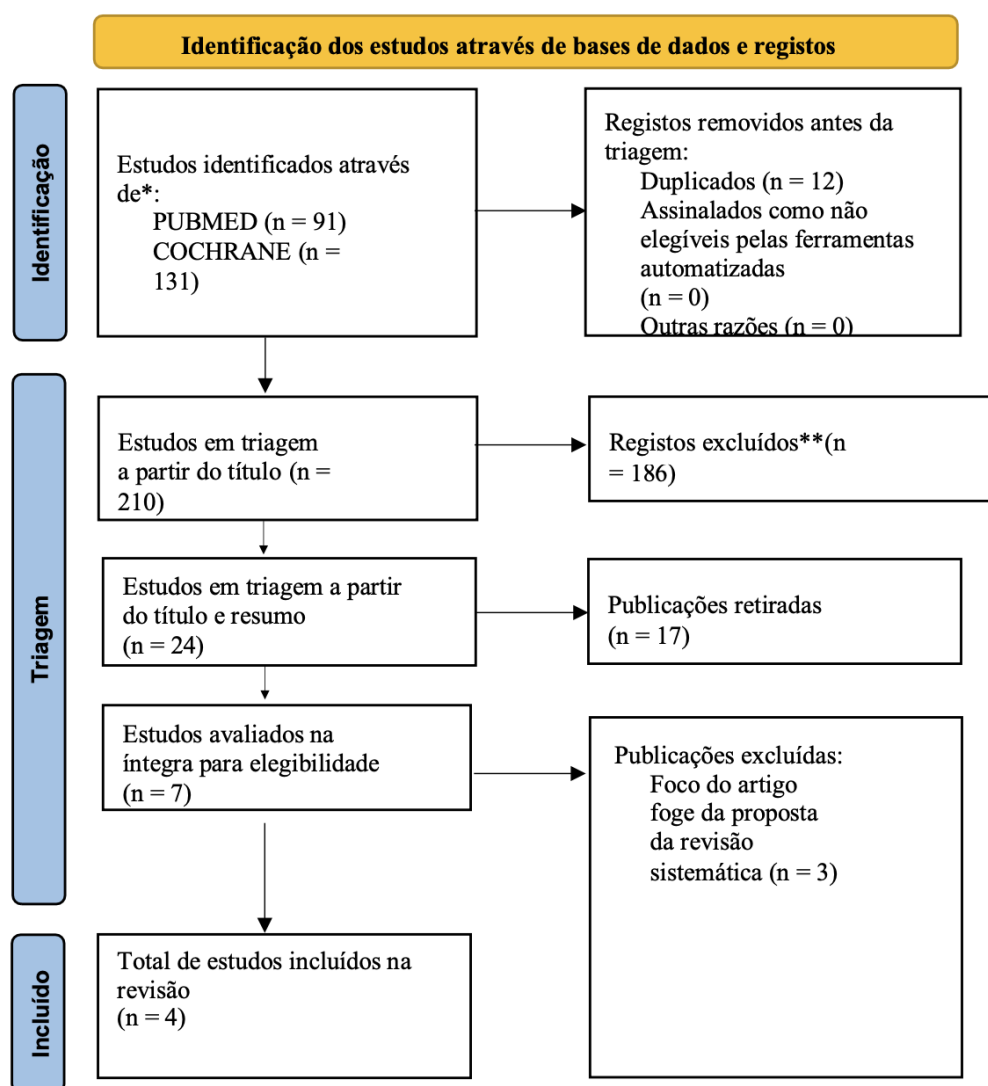 Identificação dos estudos através de bases de dados e registos
Identificação
Estudos identificados através
de*:
PUBMED (n = 91)
COCHRANE (n =
131)
Registos removidos antes da
triagem:
Duplicados (n = 12)
Assinalados como não
elegíveis pelas ferramentas
automatizadas
(n = 0)
Outras razões (n = 0)
Triagem
Estudos em triagem
a partir do título (n =
210)
Registos excluídos**(n
= 186)
Estudos em triagem a partir
do título e resumo
(n = 24)
Publicações retiradas
(n = 17)
Estudos avaliados na
íntegra para elegibilidade
(n = 7)
Publicações excluídas:
Foco do artigo
foge da proposta
da revisão
sistemática (n = 3)
Incluído
Total de estudos incluídos na
revisão
(n = 4)